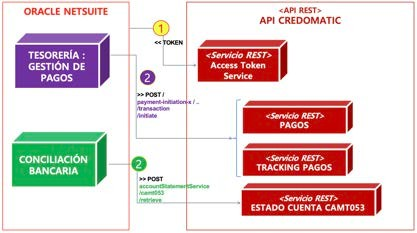 ORACLE NETSUITE
<API REST>
API CREDOMATIC
1
<< TOKEN
TESORERÍA :
GESTIÓN DE
PAGOS
<Servicio REST>
Access Token
Service
2
>> POST /
payment-initiation-x / ..
/transaction
/initiate
<Servicio REST>
PAGOS
<Servicio REST>
TRACKING PAGOS
CONCILIACIÓN
BANCARIA
2
>> POST
accountStatementService
/camt053
/retrieve
<Servicio REST>
ESTADO CUENTA CAMT053